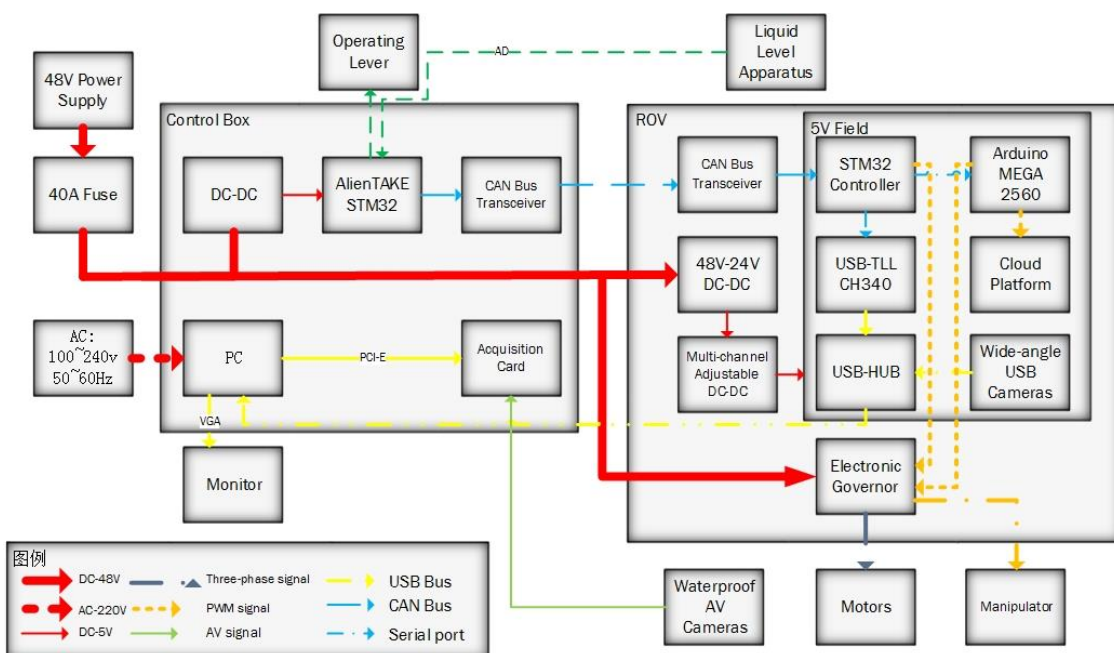 48V Power
Supply
Operating
Lever
AD
Liquid
Level
Apparatus
40A Fuse
Control Box
DC-DC
AlienTAKE
STM32
CAN Bus
Transceiver
ROV
CAN Bus
Transceiver
5V Field
STM32
Controller
Arduino
MEGA
2560
48V-24V
DC-DC
USB-TLL
CH340
Cloud
Platform
AC:
100~240v
50~60Hz
PC
PCI-E
Acquisition
Card
Multi-channel
Adjustable
DC-DC
USB-HUB
Wide-angle
USB
Cameras
VGA
Monitor
Electronic
Governor
图例
DC-48V
Three-phase signal
USB Bus
AC-220V
PWM signal
CAN Bus
DC-5V
AV signal
Serial port
Waterproof
AV
Cameras
Motors
Manipulator